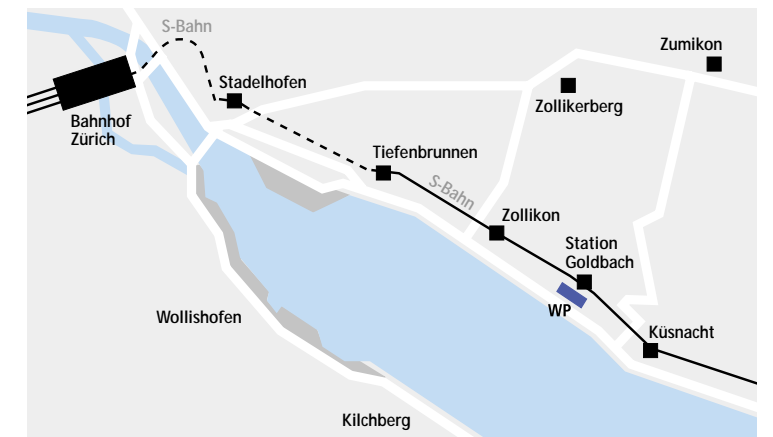 S-Bahn
Zumikon
Stadelhofen
Zollikerberg
Bahnhof
Zürich
Tiefenbrunnen
S-Bahn
Zollikon
Station
Goldbach
WP
Wollishofen
Küsnacht
Kilchberg